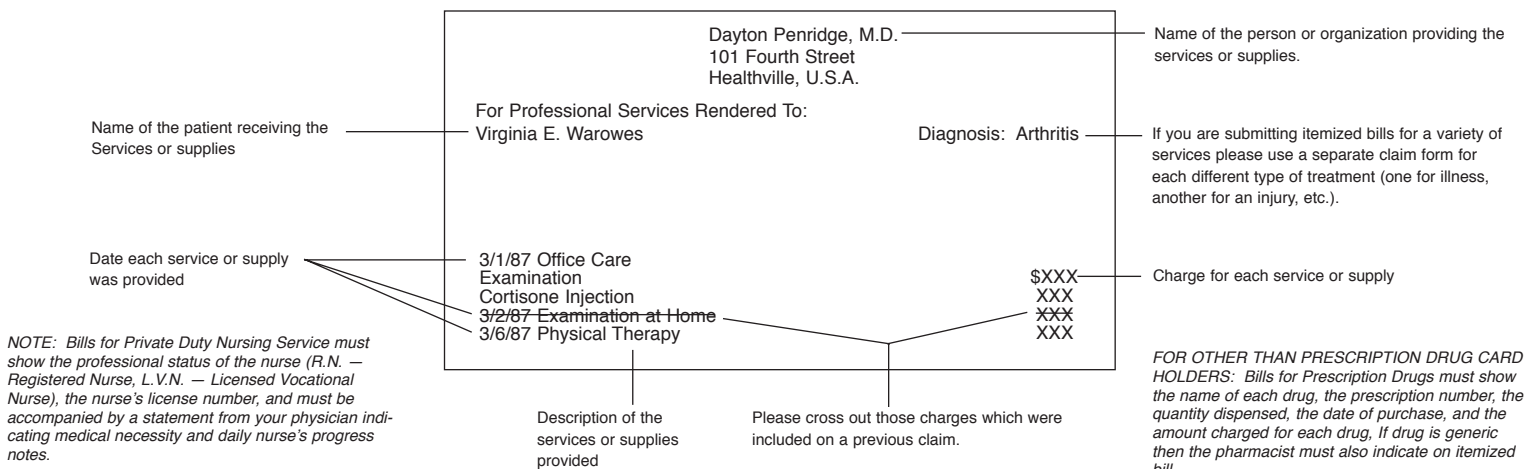 Dayton Penridge, M.D.
101 Fourth Street
Healthville, U.S.A.
Name of the person or organization providing the
services or supplies.
For Professional Services Rendered To:
Virginia E. Warowes
Diagnosis: Arthritis
Name of the patient receiving the
Services or supplies
If you are submitting itemized bills for a variety of
services please use a separate claim form for
each different type of treatment (one for illness,
another for an injury, etc.).
Date each service or supply
was provided
3/1/87 Office Care
Examination $XXX
Cortisone Injection XXX
3/2/87 Examination at Home XXX
3/6/87 Physical Therapy XXX
Charge for each service or supply
NOTE: Bills for Private Duty Nursing Service must
show the professional status of the nurse (R.N. —
Registered Nurse, L.V.N. — Licensed Vocational
Nurse), the nurse's license number, and must be
accompanied by a statement from your physician indi-
cating medical necessity and daily nurse's progress
notes.
Description of the
services or supplies
provided
Please cross out those charges which were
included on a previous claim.
FOR OTHER THAN PRESCRIPTION DRUG CARD
HOLDERS: Bills for Prescription Drugs must show
the name of each drug, the prescription number, the
quantity dispensed, the date of purchase, and the
amount charged for each drug, If drug is generic
then the pharmacist must also indicate on itemized